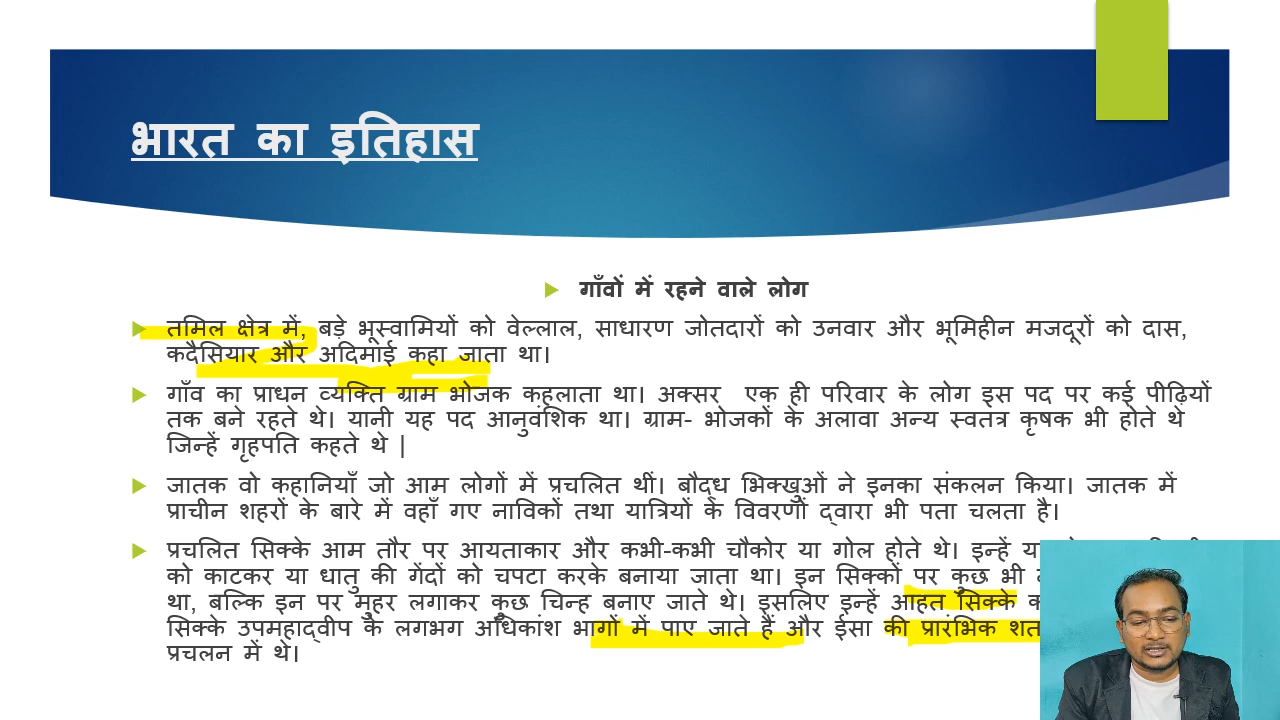 भारत का इतिहास
गाँवों में रहने वाले लोग
तमिल क्षेत्र में, बड़े भूस्वामियों को वेल्लाल, साधारण जोतदारों को उनवार और भूमिहीन मजदूरों को दास,
कदैसियार और अदिमाई कहा जाता था।
गाँव का प्राधन व्यक्ति ग्राम भोजक कहलाता था। अक्सर एक ही परिवार के लोग इस पद पर कई पीढ़ियों
तक बने रहते थे। यानी यह पद आनुवंशिक था। ग्राम- भोजकों के अलावा अन्य स्वतंत्र कृषक भी होते थे
जिन्हें गृहपति कहते थे |
जातक वो कहानियाँ जो आम लोगों में प्रचलित थीं। बौद्ध भिक्खुओं ने इनका संकलन किया। जातक में
प्राचीन शहरों के बारे में वहाँ गए नाविकों तथा यात्रियों के विवरणों द्वारा भी पता चलता है।
प्रचलित सिक्के आम तौर पर आयताकार और कभी-कभी चौकोर या गोल होते थे। इन्हें
को काटकर या धातु की गेंदों को चपटा करके बनाया जाता था। इन सिक्कों पर कुछ भी
था, बल्कि इन पर मुहर लगाकर कुछ चिन्ह बनाए जाते थे। इसलिए इन्हें आहत सिक्के
सिक्के उपमहाद्वीप के लगभग अधिकांश भागों में पाए जाते हैं और ईसा की प्रारंभिक
प्रचलन में थे।